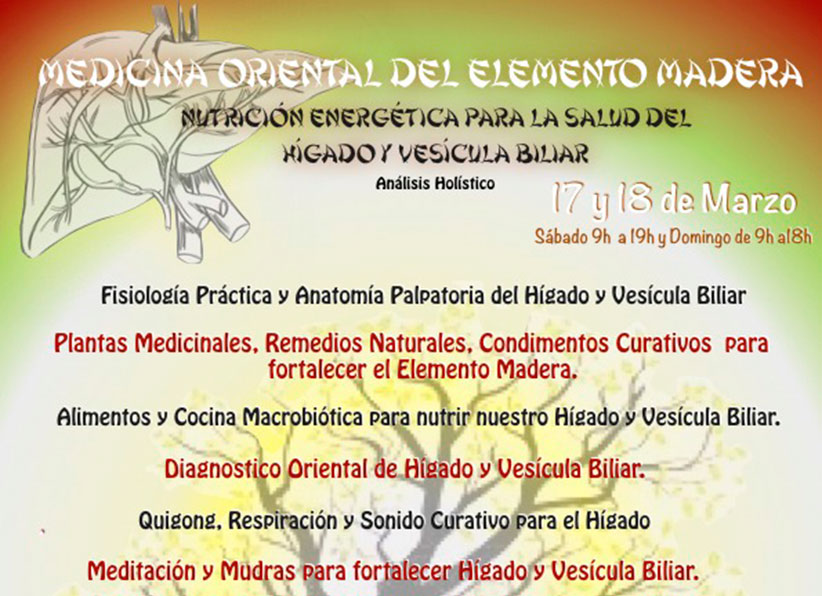 MEDICINA ORIENTAL DEL ELEMENTO MADERA
NUTRICIÓN ENERGÉTICA PARA LA SALUD DEL
HÍGADO Y VESÍCULA BILIAR
Análisis Holístico
17 y 18 de Marzo
Sábado 9h a 19h y Domingo de 9h a18h
Fisiología Práctica y Anatomía Palpatoria del Hígado y Vesícula Biliar
Plantas Medicinales, Remedios Naturales, Condimentos Curativos para
fortalecer el Elemento Madera.
Alimentos y Cocina Macrobiótica para nutrir nuestro Hígado y Vesícula Biliar.
Diagnostico Oriental de Hígado y Vesícula Biliar.
Quigong, Respiración y Sonido Curativo para el Hígado
Meditación y Mudras para fortalecer Hígado y Vesícula Biliar.